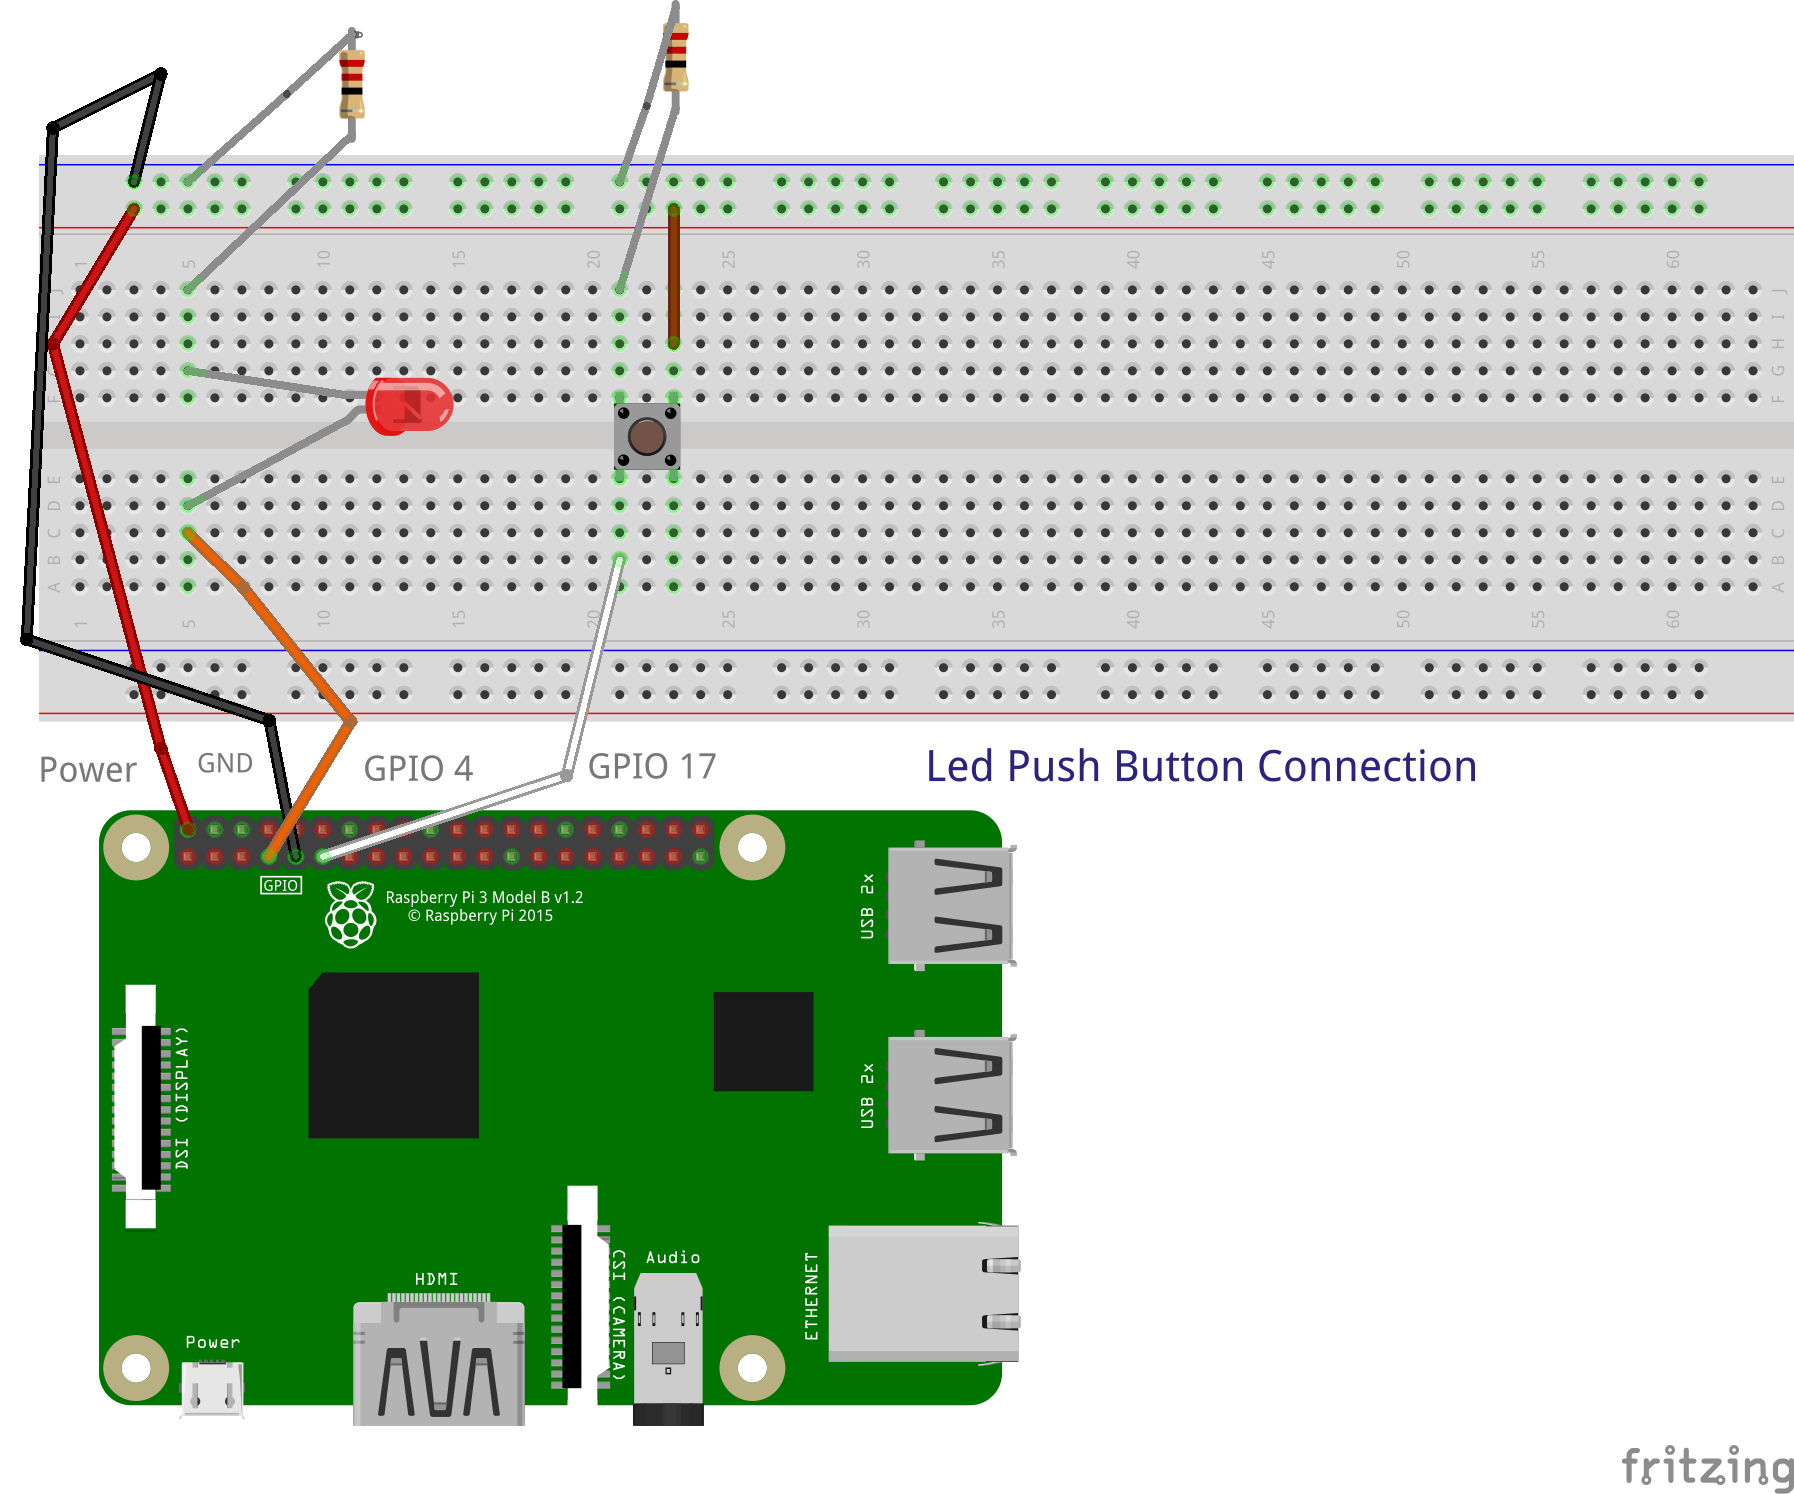 1 5 10 15 20 25 30 35 40 45 50 55 60
J J
I
H
G
F F
E E
D D
C C
B B
A A
1 5 10 15 20 25 30 35 40 45 50 55 60
Power GND GPIO 4 GPIO 17 Led Push Button Connection
GPIO
Raspberry Pi 3 Model B v1.2
© Raspberry Pi 2015
USB 2x
DSI (DISPLAY)
USB 2x
HDMI
CSI (CAMERA)
Audio
ETHERNET
Power
fritzing